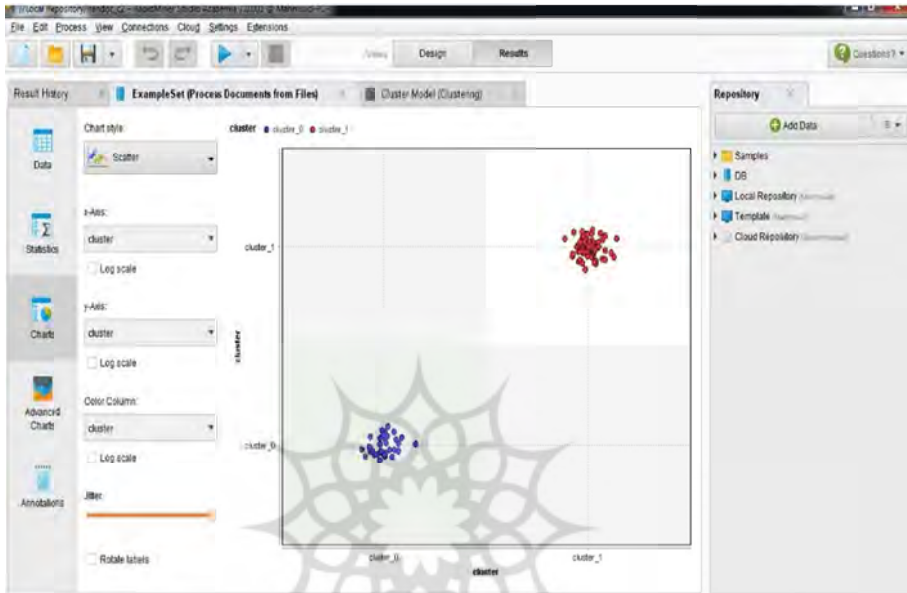 File Edit Process View Connections Cloud Settings Extensions
Design
Results
Questions?
Result History
ExampleSet (Process Documents from Files)
Cluster Model (Clustering)
Repository
Data
Statistics
Charts
Advanced
Charts
Annotations
Chart style:
Scatter
x-Axis:
cluster
Log scale
y-Axis:
cluster
Log scale
Color Column:
cluster
Log scale
Jitter:
Rotate labels
cluster cluster_0 cluster_1
cluster_1
cluster
cluster_0
cluster_0 cluster_1
cluster
Add Data
Samples
DB
Local Repository
Template
Cloud Repository